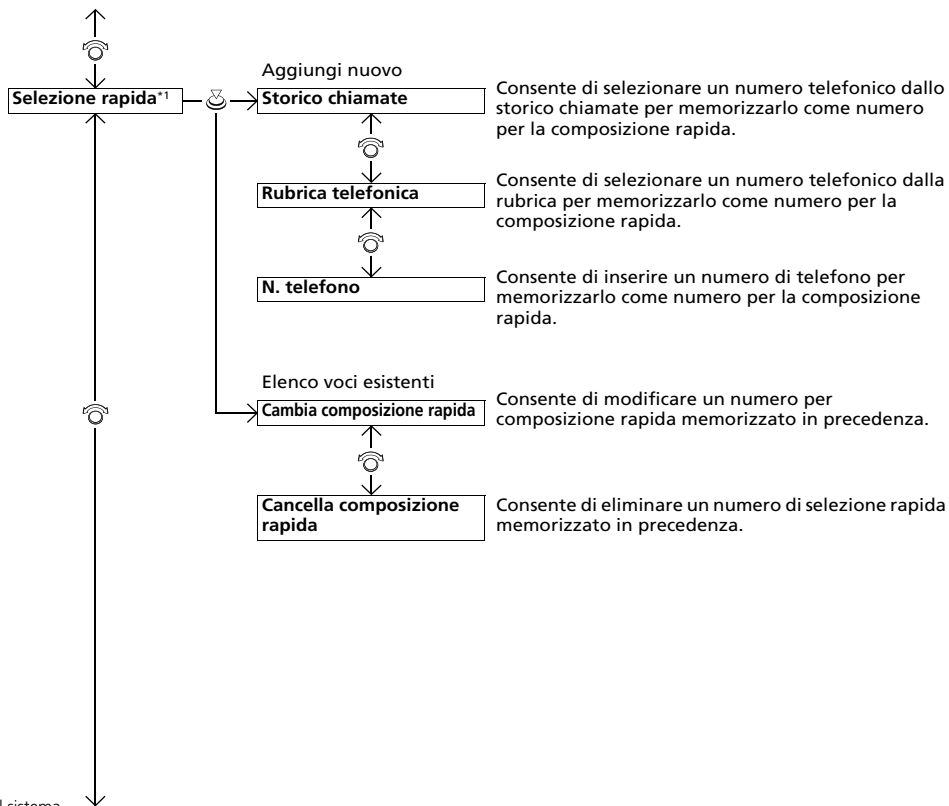 Aggiungi nuovo
Selezione rapida*1
Storico chiamate
Consente di selezionare un numero telefonico dallo
storico chiamate per memorizzarlo come numero
per la composizione rapida.
Rubrica telefonica
Consente di selezionare un numero telefonico dalla
rubrica per memorizzarlo come numero per la
composizione rapida.
N. telefono
Consente di inserire un numero di telefono per
memorizzarlo come numero per la composizione
rapida.
Elenco voci esistenti
Cambia composizione rapida
Consente di modificare un numero per
composizione rapida memorizzato in precedenza.
Cancella composizione
rapida
Consente di eliminare un numero di selezione rapida
memorizzato in precedenza.
sistema